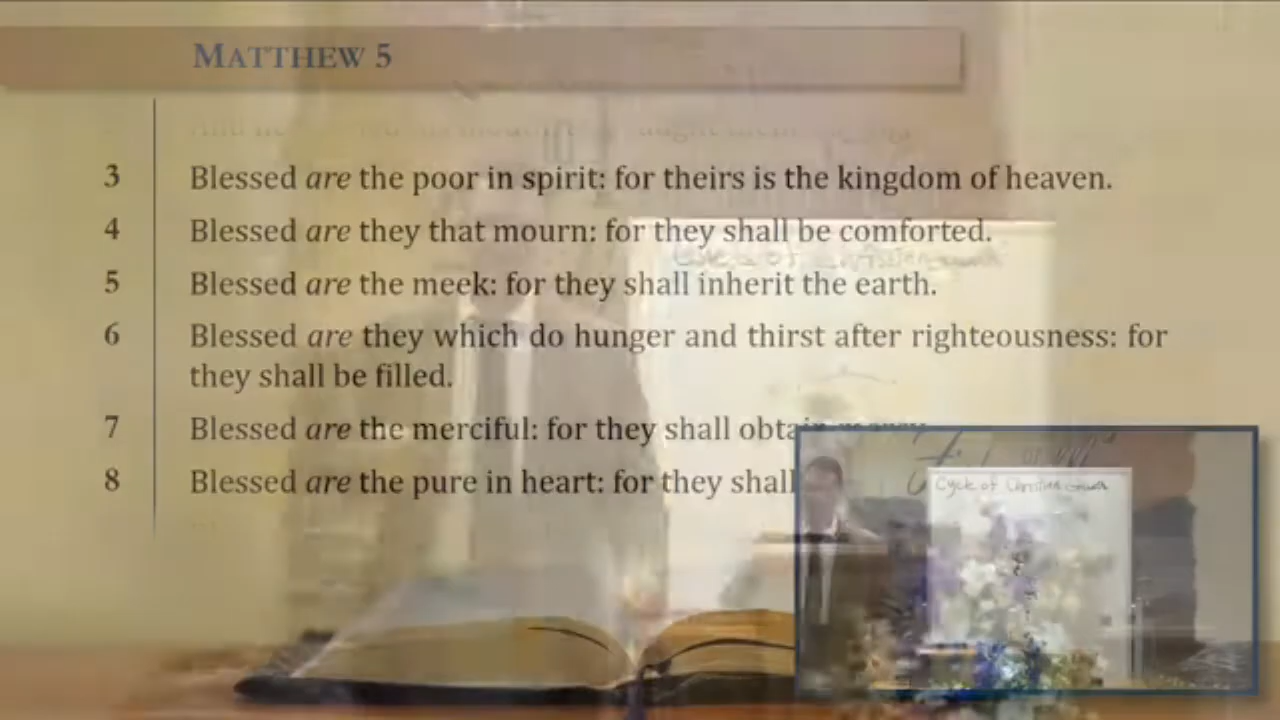 MATTHEW 5
3 Blessed are the poor in spirit: for theirs is the kingdom of heaven.
4 Blessed are they that mourn: for they shall be comforted.
5 Blessed are the meek: for they shall inherit the earth.
6 Blessed are they which do hunger and thirst after righteousness: for
they shall be filled.
7 Blessed are the merciful: for they shall obtain mercy.
8 Blessed are the pure in heart: for they shall
Cycle of Christian Growth